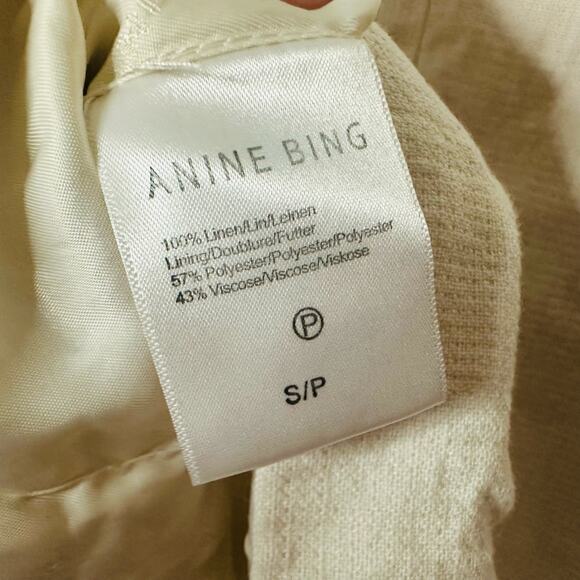 ANINE BING
100% Linen/Lin/Leinen
Lining/Doublure/Futter
57% Polyester/Polyester/Polyester
43% Viscose/Viscose/Viskose
P
S/P